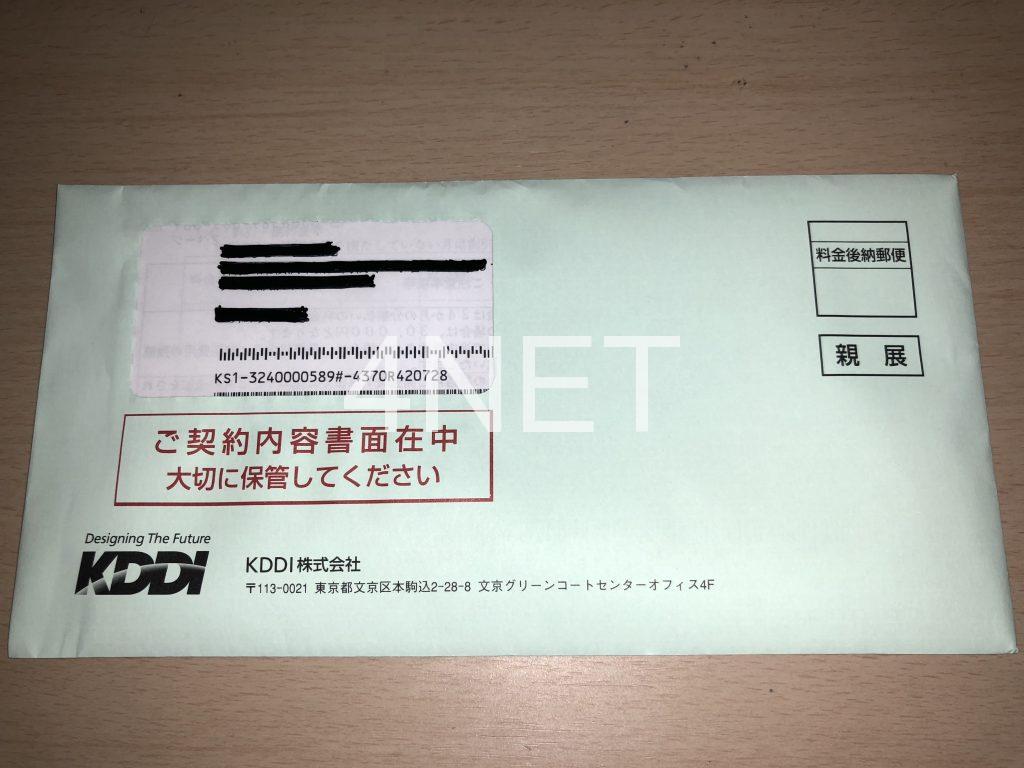 料金後納郵便
親展
KS1-3240000589#-4370R420728
4NET
ご契約内容書面在中
大切に保管してください
Designing The Future
KDDI
KDDI株式会社
〒113-0021 東京都文京区本駒込2-28-8 文京グリーンコートセンターオフィス4F